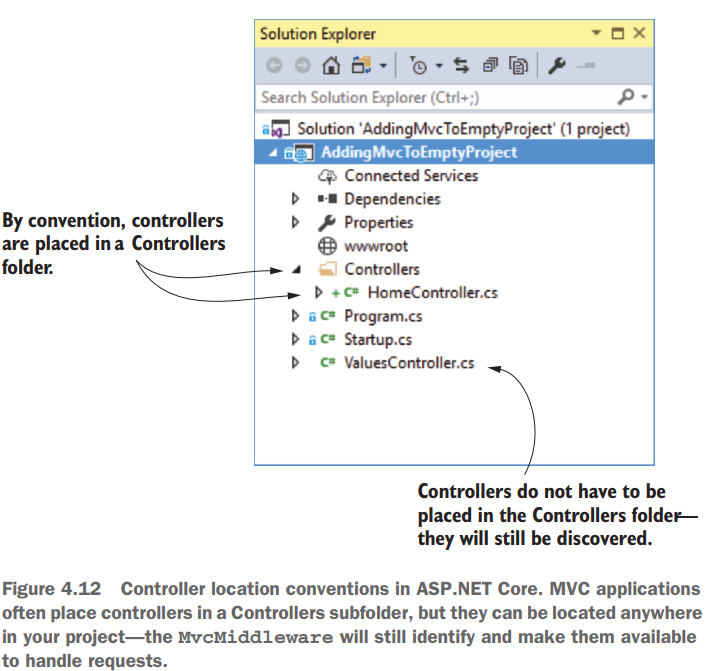 Solution Explorer
Search Solution Explorer (Ctrl+;)
Solution 'AddingMvcToEmptyProject' (1 project)
AddingMvcToEmptyProject
Connected Services
Dependencies
Properties
wwwroot
Controllers
+ C# HomeController.cs
C# Program.cs
C# Startup.cs
C# ValuesController.cs
By convention, controllers
are placed in a Controllers
folder.
Controllers do not have to be
placed in the Controllers folder—
they will still be discovered.
Figure 4.12 Controller location conventions in ASP.NET Core. MVC applications
often place controllers in a Controllers subfolder, but they can be located anywhere
in your project—the MvcMiddleware will still identify and make them available
to handle requests.